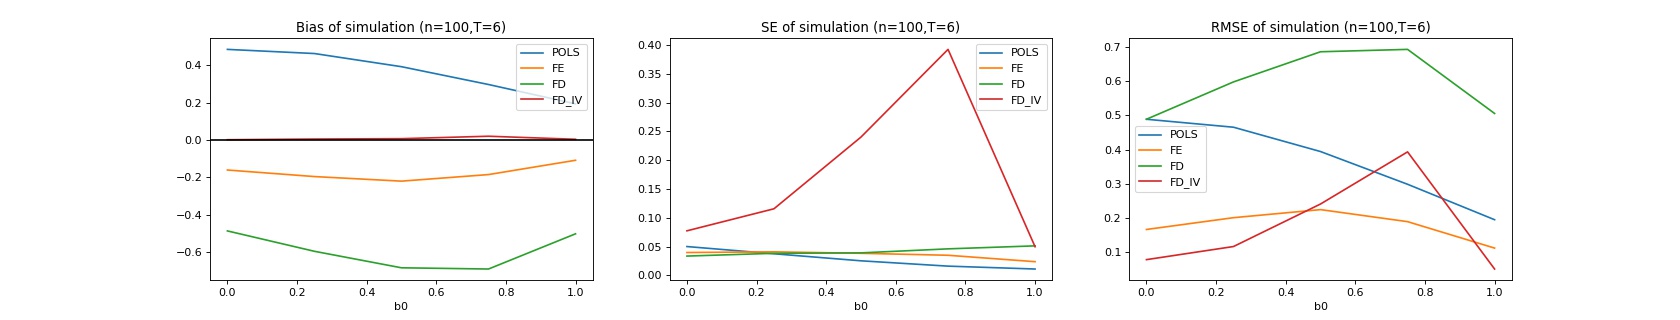 Bias of simulation (n=100,T=6)
0.4
0.2
0.0
−0.2
−0.4
−0.6
0.0 0.2 0.4 0.6 0.8 1.0
b0
POLS
FE
FD
FD_IV
SE of simulation (n=100,T=6)
0.40
0.35
0.30
0.25
0.20
0.15
0.10
0.05
0.00
0.0 0.2 0.4 0.6 0.8 1.0
b0
POLS
FE
FD
FD_IV
RMSE of simulation (n=100,T=6)
0.7
0.6
0.5
0.4
0.3
0.2
0.1
0.0 0.2 0.4 0.6 0.8 1.0
b0
POLS
FE
FD
FD_IV